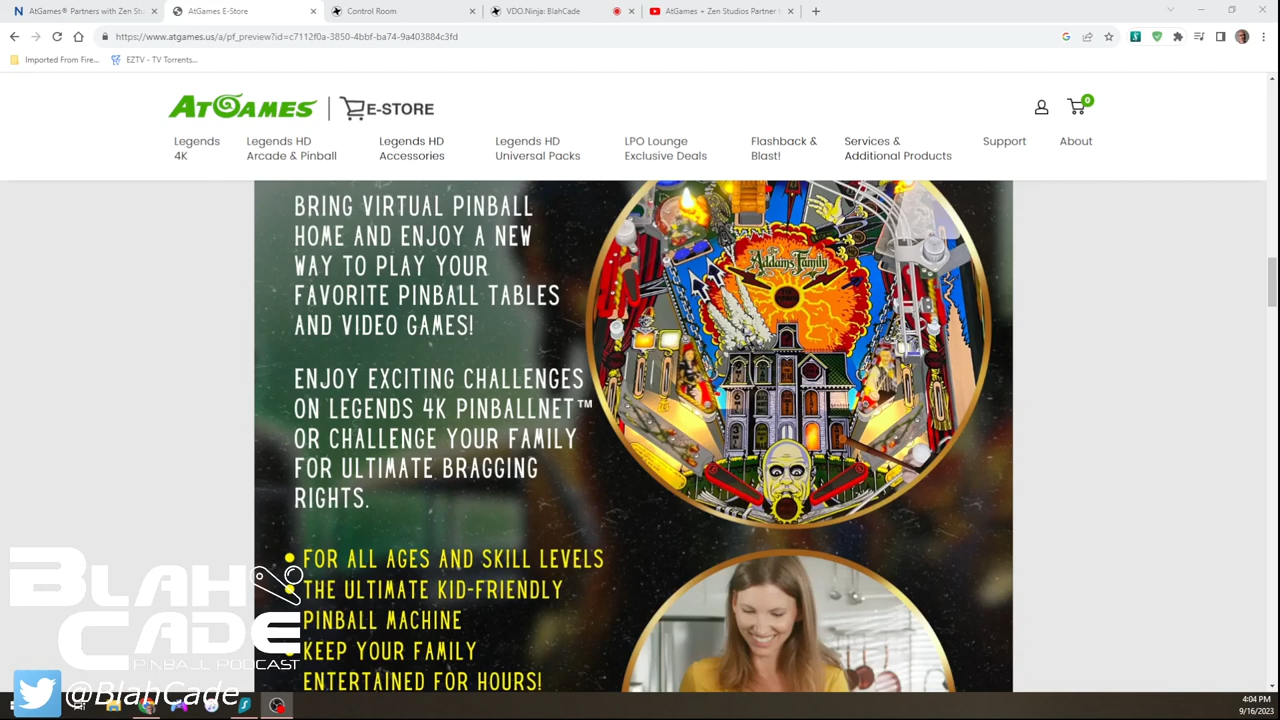 AtGames® Partners with Zen Stu
AtGames E-Store
Control Room
VDO.Ninja: BlahCade
AtGames + Zen Studios Partner
https://www.atgames.us/a/pf_preview?id=c7112f0a-3850-4bbf-ba74-9a403884c3fd
Imported From Fire...
EZTV - TV Torrents...
ATGAMES
E-STORE
0
Legends
4K
Legends HD
Arcade & Pinball
Legends HD
Accessories
Legends HD
Universal Packs
LPO Lounge
Exclusive Deals
Flashback &
Blast!
Services &
Additional Products
Support
About
BRING VIRTUAL PINBALL
HOME AND ENJOY A NEW
WAY TO PLAY YOUR
FAVORITE PINBALL TABLES
AND VIDEO GAMES!
ENJOY EXCITING CHALLENGES
ON LEGENDS 4K PINBALLNET™
OR CHALLENGE YOUR FAMILY
FOR ULTIMATE BRAGGING
RIGHTS.
The Addams Family
• FOR ALL AGES AND SKILL LEVELS
• THE ULTIMATE KID-FRIENDLY
PINBALL MACHINE
• KEEP YOUR FAMILY
ENTERTAINED FOR HOURS!
BLAH
CADE
PINBALL PODCAST
@BlahCade
4:04 PM
9/16/2023